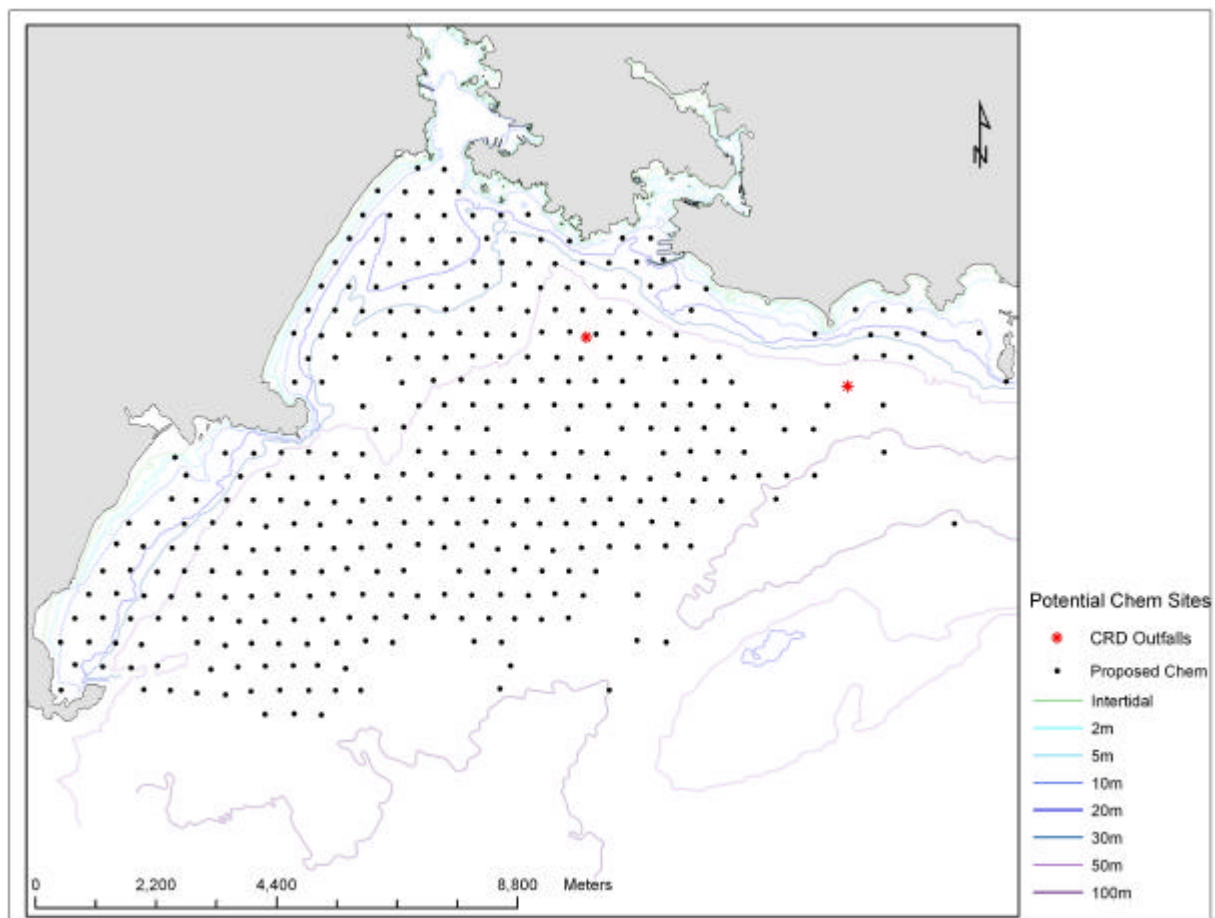 N
Potential Chem Sites
CRD Outfalls
Proposed Chem
Intertidal
2m
5m
10m
20m
30m
50m
100m
0 2,200 4,400 8,800 Meters